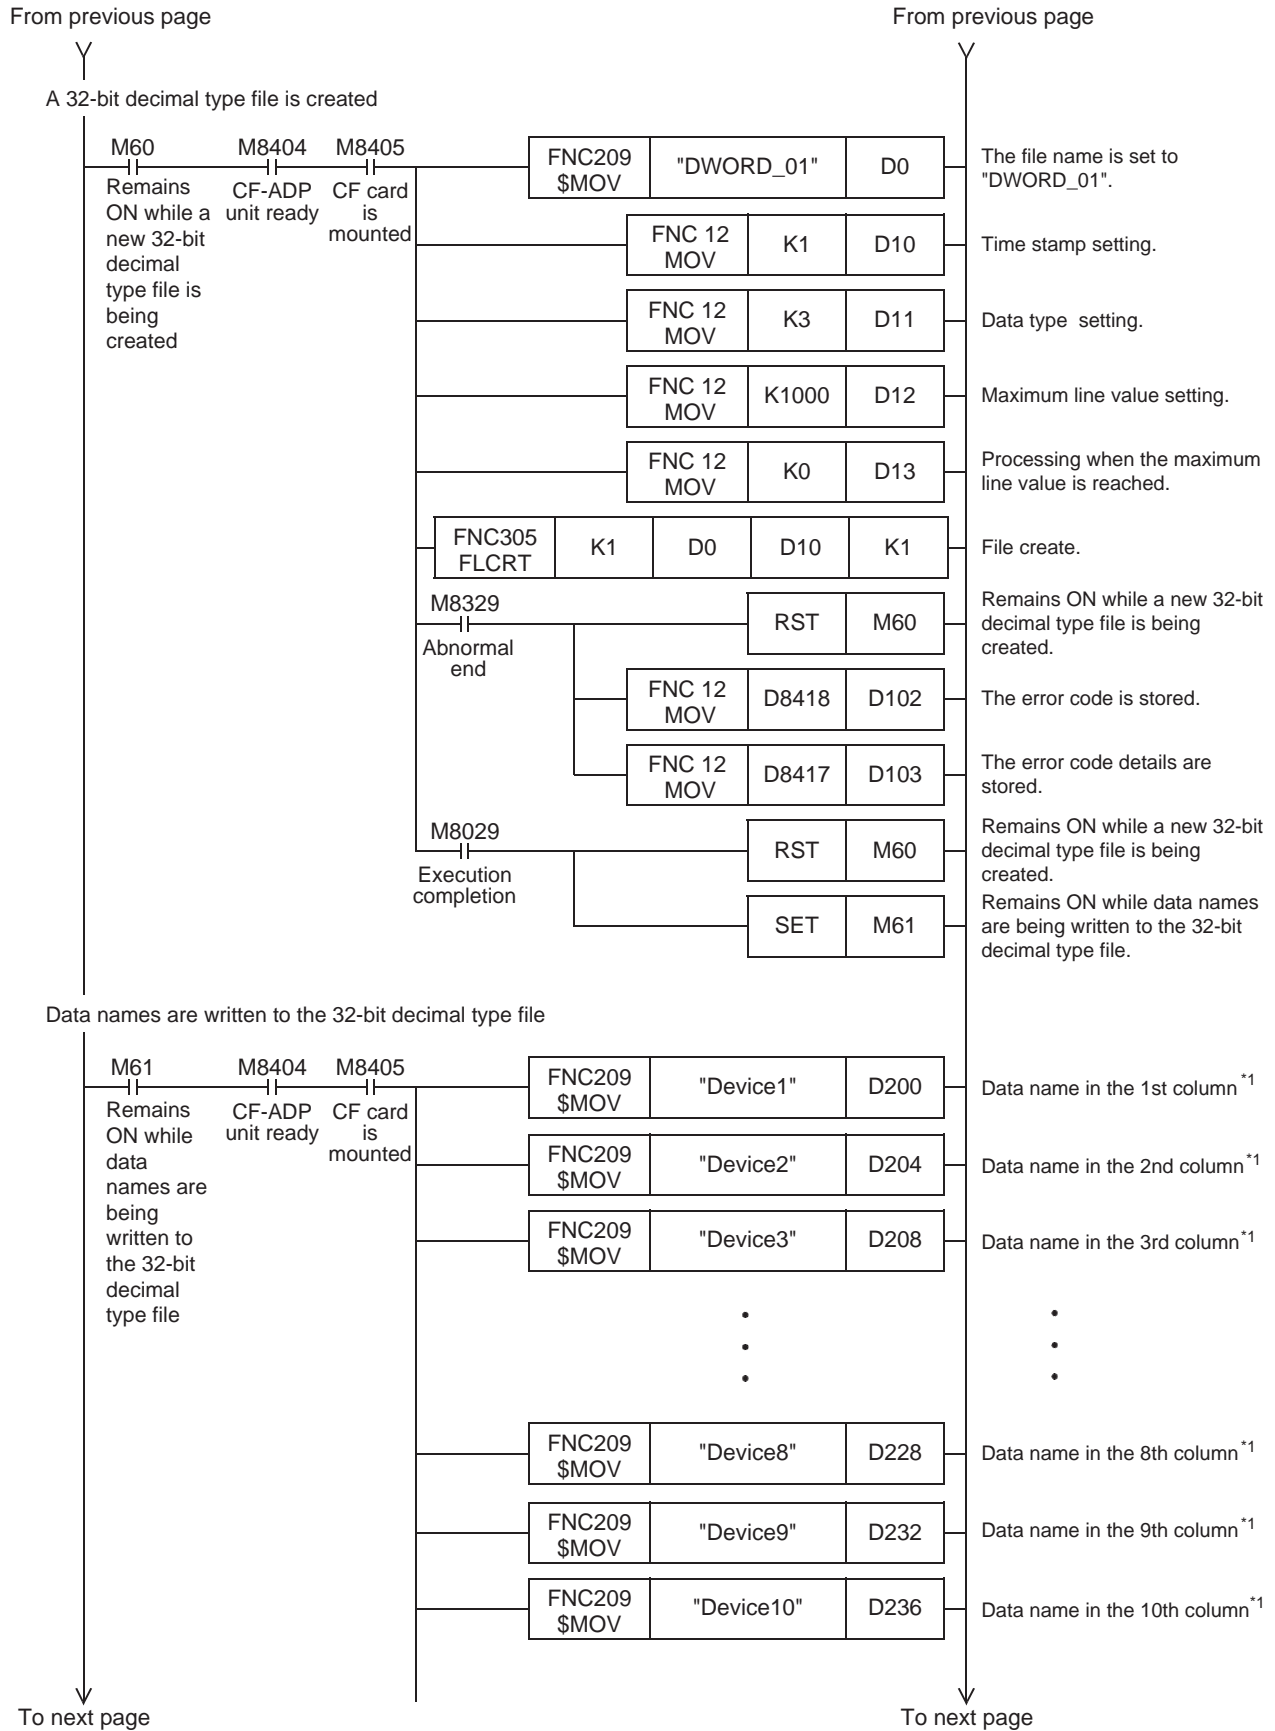 From previous page
From previous page
A 32-bit decimal type file is created
M60
M8404
M8405
Remains
ON while a
new 32-bit
decimal
type file is
being
created
CF-ADP
unit ready
CF card
is
mounted
FNC209
$MOV
"DWORD_01"
D0
The file name is set to
"DWORD_01".
FNC 12
MOV
K1
D10
Time stamp setting.
FNC 12
MOV
K3
D11
Data type  setting.
FNC 12
MOV
K1000
D12
Maximum line value setting.
FNC 12
MOV
K0
D13
Processing when the maximum
line value is reached.
FNC305
FLCRT
K1
D0
D10
K1
File create.
M8329
Abnormal
end
RST
M60
Remains ON while a new 32-bit
decimal type file is being
created.
FNC 12
MOV
D8418
D102
The error code is stored.
FNC 12
MOV
D8417
D103
The error code details are
stored.
M8029
Execution
completion
RST
M60
Remains ON while a new 32-bit
decimal type file is being
created.
SET
M61
Remains ON while data names
are being written to the 32-bit
decimal type file.
Data names are written to the 32-bit decimal type file
M61
M8404
M8405
Remains
ON while
data
names are
being
written to
the 32-bit
decimal
type file
CF-ADP
unit ready
CF card
is
mounted
FNC209
$MOV
"Device1"
D200
Data name in the 1st column*1
FNC209
$MOV
"Device2"
D204
Data name in the 2nd column*1
FNC209
$MOV
"Device3"
D208
Data name in the 3rd column*1
FNC209
$MOV
"Device8"
D228
Data name in the 8th column*1
FNC209
$MOV
"Device9"
D232
Data name in the 9th column*1
FNC209
$MOV
"Device10"
D236
Data name in the 10th column*1
To next page
To next page